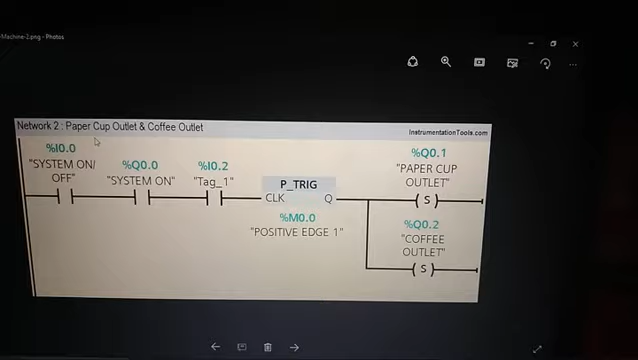 -Machine-2.png - Photos
Network 2 : Paper Cup Outlet & Coffee Outlet
InstrumentationTools.com
%I0.0
"SYSTEM ON/
OFF"
%Q0.0
"SYSTEM ON"
%I0.2
"Tag_1"
P_TRIG
CLK Q
%M0.0
"POSITIVE EDGE 1"
%Q0.1
"PAPER CUP
OUTLET"
S
%Q0.2
"COFFEE
OUTLET"
S